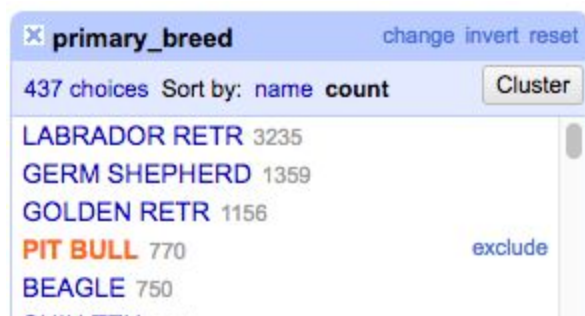 primary_breed change invert reset
437 choices Sort by: name count Cluster
LABRADOR RETR 3235
GERM SHEPHERD 1359
GOLDEN RETR 1156
PIT BULL 770 exclude
BEAGLE 750